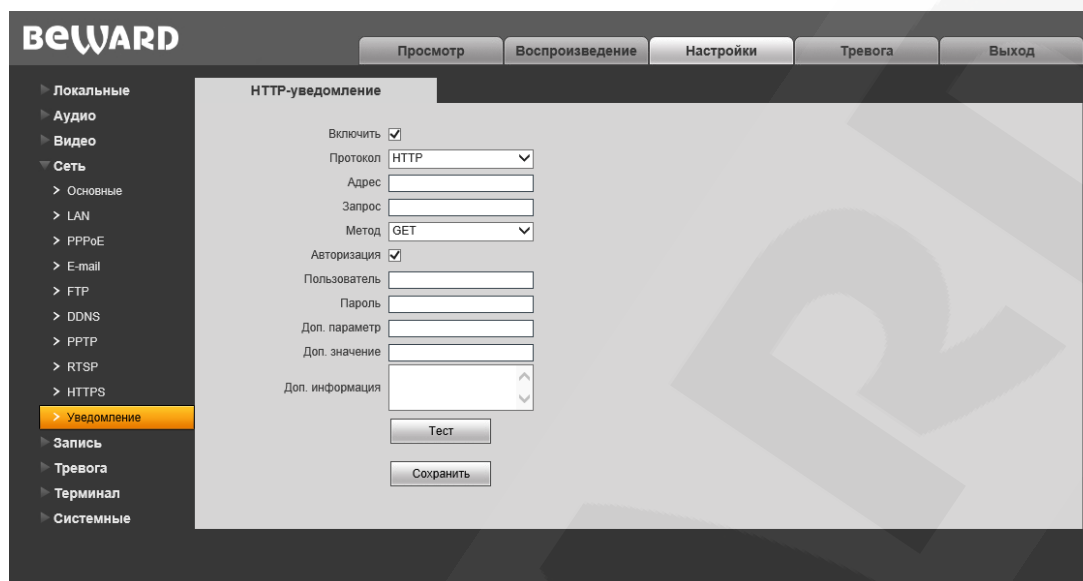 BEWARD
Просмотр
Воспроизведение
Настройки
Тревога
Выход
Локальные
Аудио
Видео
Сеть
Основные
LAN
PPPoE
E-mail
FTP
DDNS
PPTP
RTSP
HTTPS
Уведомление
Запись
Тревога
Терминал
Системные
HTTP-уведомление
Включить
Протокол HTTP
Адрес
Запрос
Метод GET
Авторизация
Пользователь
Пароль
Доп. параметр
Доп. значение
Доп. информация
Тест
Сохранить